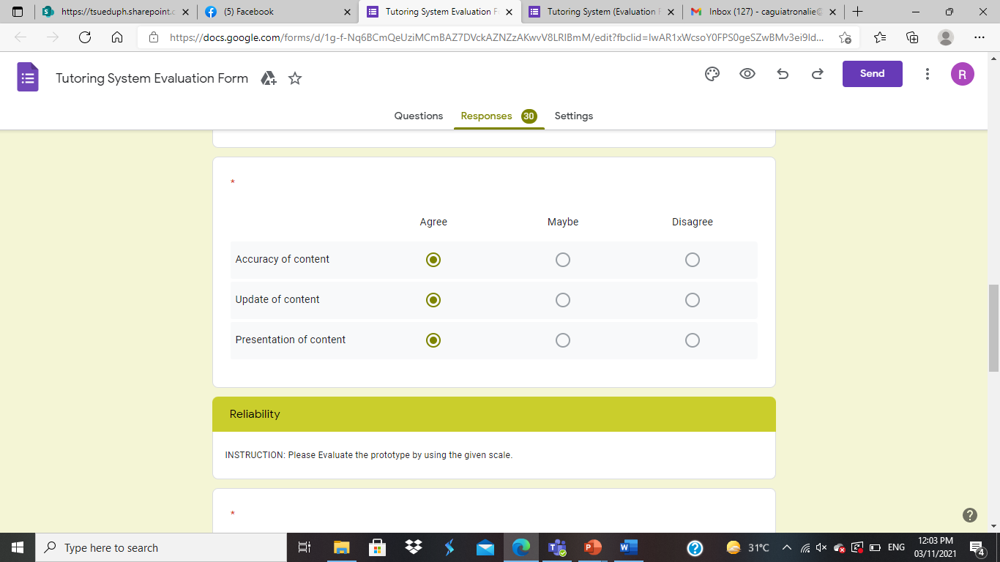 https://tsueduph.sharepoint.c
(5) Facebook
Tutoring System Evaluation F
Tutoring System (Evaluation F
Inbox (127) - caguiatronalie@
https://docs.google.com/forms/d/1g-f-Nq6BCmQeUziMCmBAZ7DVckAZNZzAKwvV8LRIBmM/edit?fbclid=IwAR1xWcsoY0FPS0geSZwBMv3ei9Id...
Tutoring System Evaluation Form
Send
R
Questions
Responses 30
Settings
*
Agree Maybe Disagree
Accuracy of content
Update of content
Presentation of content
Reliability
INSTRUCTION: Please Evaluate the prototype by using the given scale.
*
Type here to search
31°C
ENG
12:03 PM
03/11/2021
4